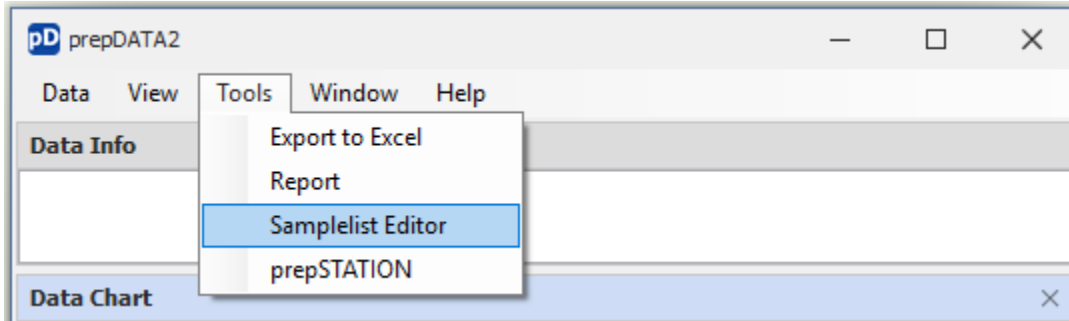 pD prepDATA2
Data View Tools Window Help
Data Info
Export to Excel
Report
Samplelist Editor
prepSTATION
Data Chart